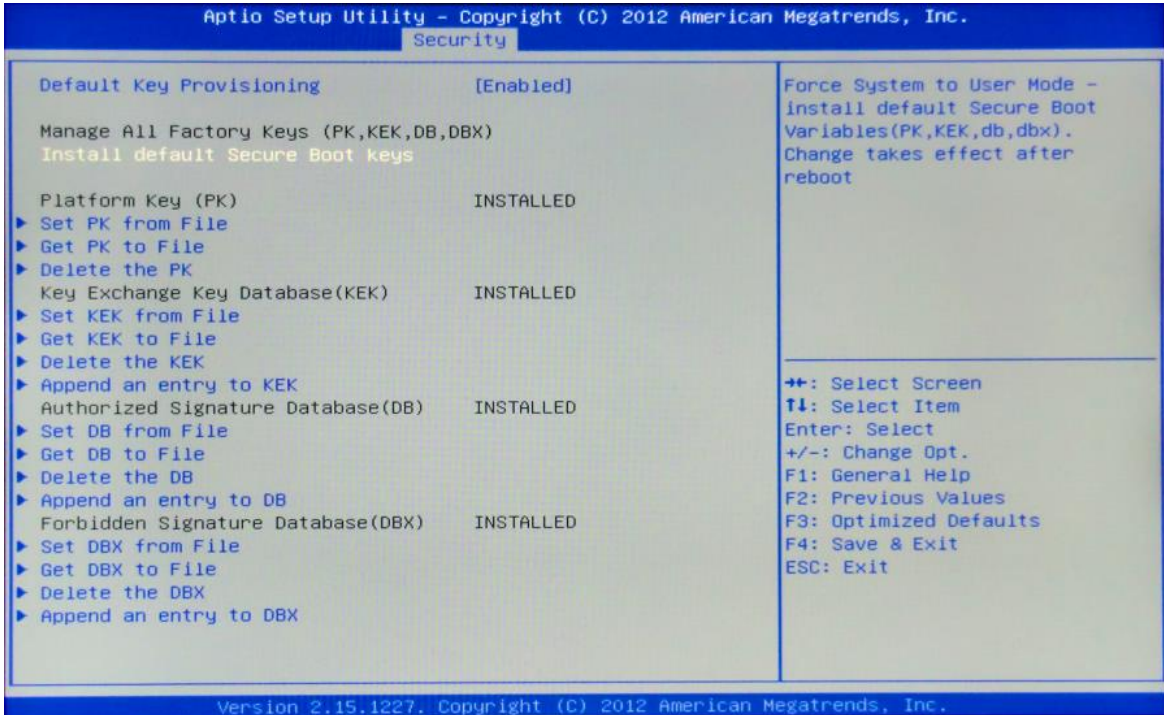 Aptio Setup Utility – Copyright (C) 2012 American Megatrends, Inc.
Security
Default Key Provisioning [Enabled]
Manage All Factory Keys (PK,KEK,DB,DBX)
Install default Secure Boot keys
Platform Key (PK) INSTALLED
▶ Set PK from File
▶ Get PK to File
▶ Delete the PK
Key Exchange Key Database(KEK) INSTALLED
▶ Set KEK from File
▶ Get KEK to File
▶ Delete the KEK
▶ Append an entry to KEK
Authorized Signature Database(DB) INSTALLED
▶ Set DB from File
▶ Get DB to File
▶ Delete the DB
▶ Append an entry to DB
Forbidden Signature Database(DBX) INSTALLED
▶ Set DBX from File
▶ Get DBX to File
▶ Delete the DBX
▶ Append an entry to DBX
Force System to User Mode –
install default Secure Boot
Variables(PK,KEK,db,dbx).
Change takes effect after
reboot
→←: Select Screen
↑↓: Select Item
Enter: Select
+/-: Change Opt.
F1: General Help
F2: Previous Values
F3: Optimized Defaults
F4: Save & Exit
ESC: Exit
Version 2.15.1227. Copyright (C) 2012 American Megatrends, Inc.